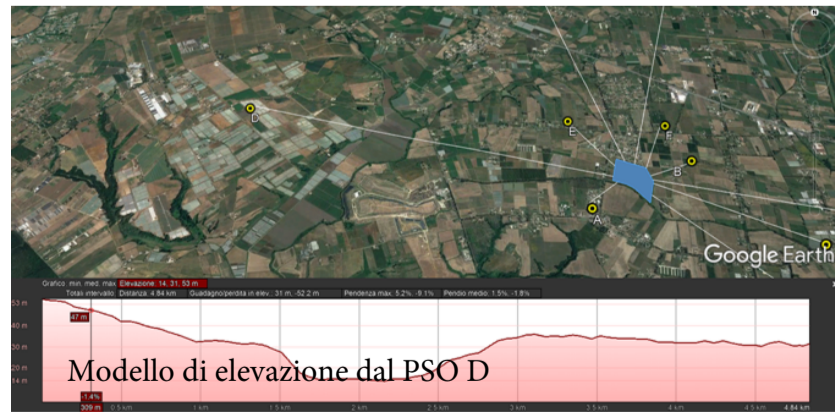 D
E
F
B
A
Google Earth
Grafico: min, med, max Elevazione: 14, 31, 53 m
Totali intervallo: Distanza: 4.84 km Guadagno/perdita in elev.: 31 m, -52.2 m Pendenza max: 5.2%, -9.1% Pendio medio: 1.5%, -1.8%
53 m
47 m
40 m
30 m
20 m
14 m
Modello di elevazione dal PSO D
-1.4%
309 m 0.5 km 1 km 1.5 km 2 km 2.5 km 3 km 3.5 km 4 km 4.5 km 4.84 km